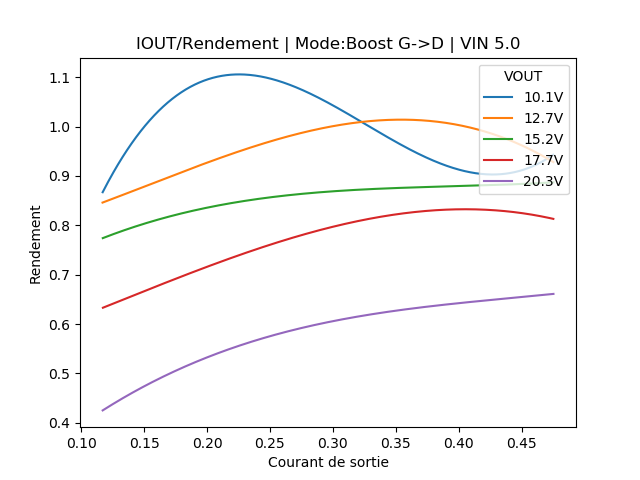 IOUT/Rendement | Mode:Boost G->D | VIN 5.0
VOUT
10.1V
12.7V
15.2V
17.7V
20.3V
Rendement
1.1
1.0
0.9
0.8
0.7
0.6
0.5
0.4
0.10 0.15 0.20 0.25 0.30 0.35 0.40 0.45
Courant de sortie